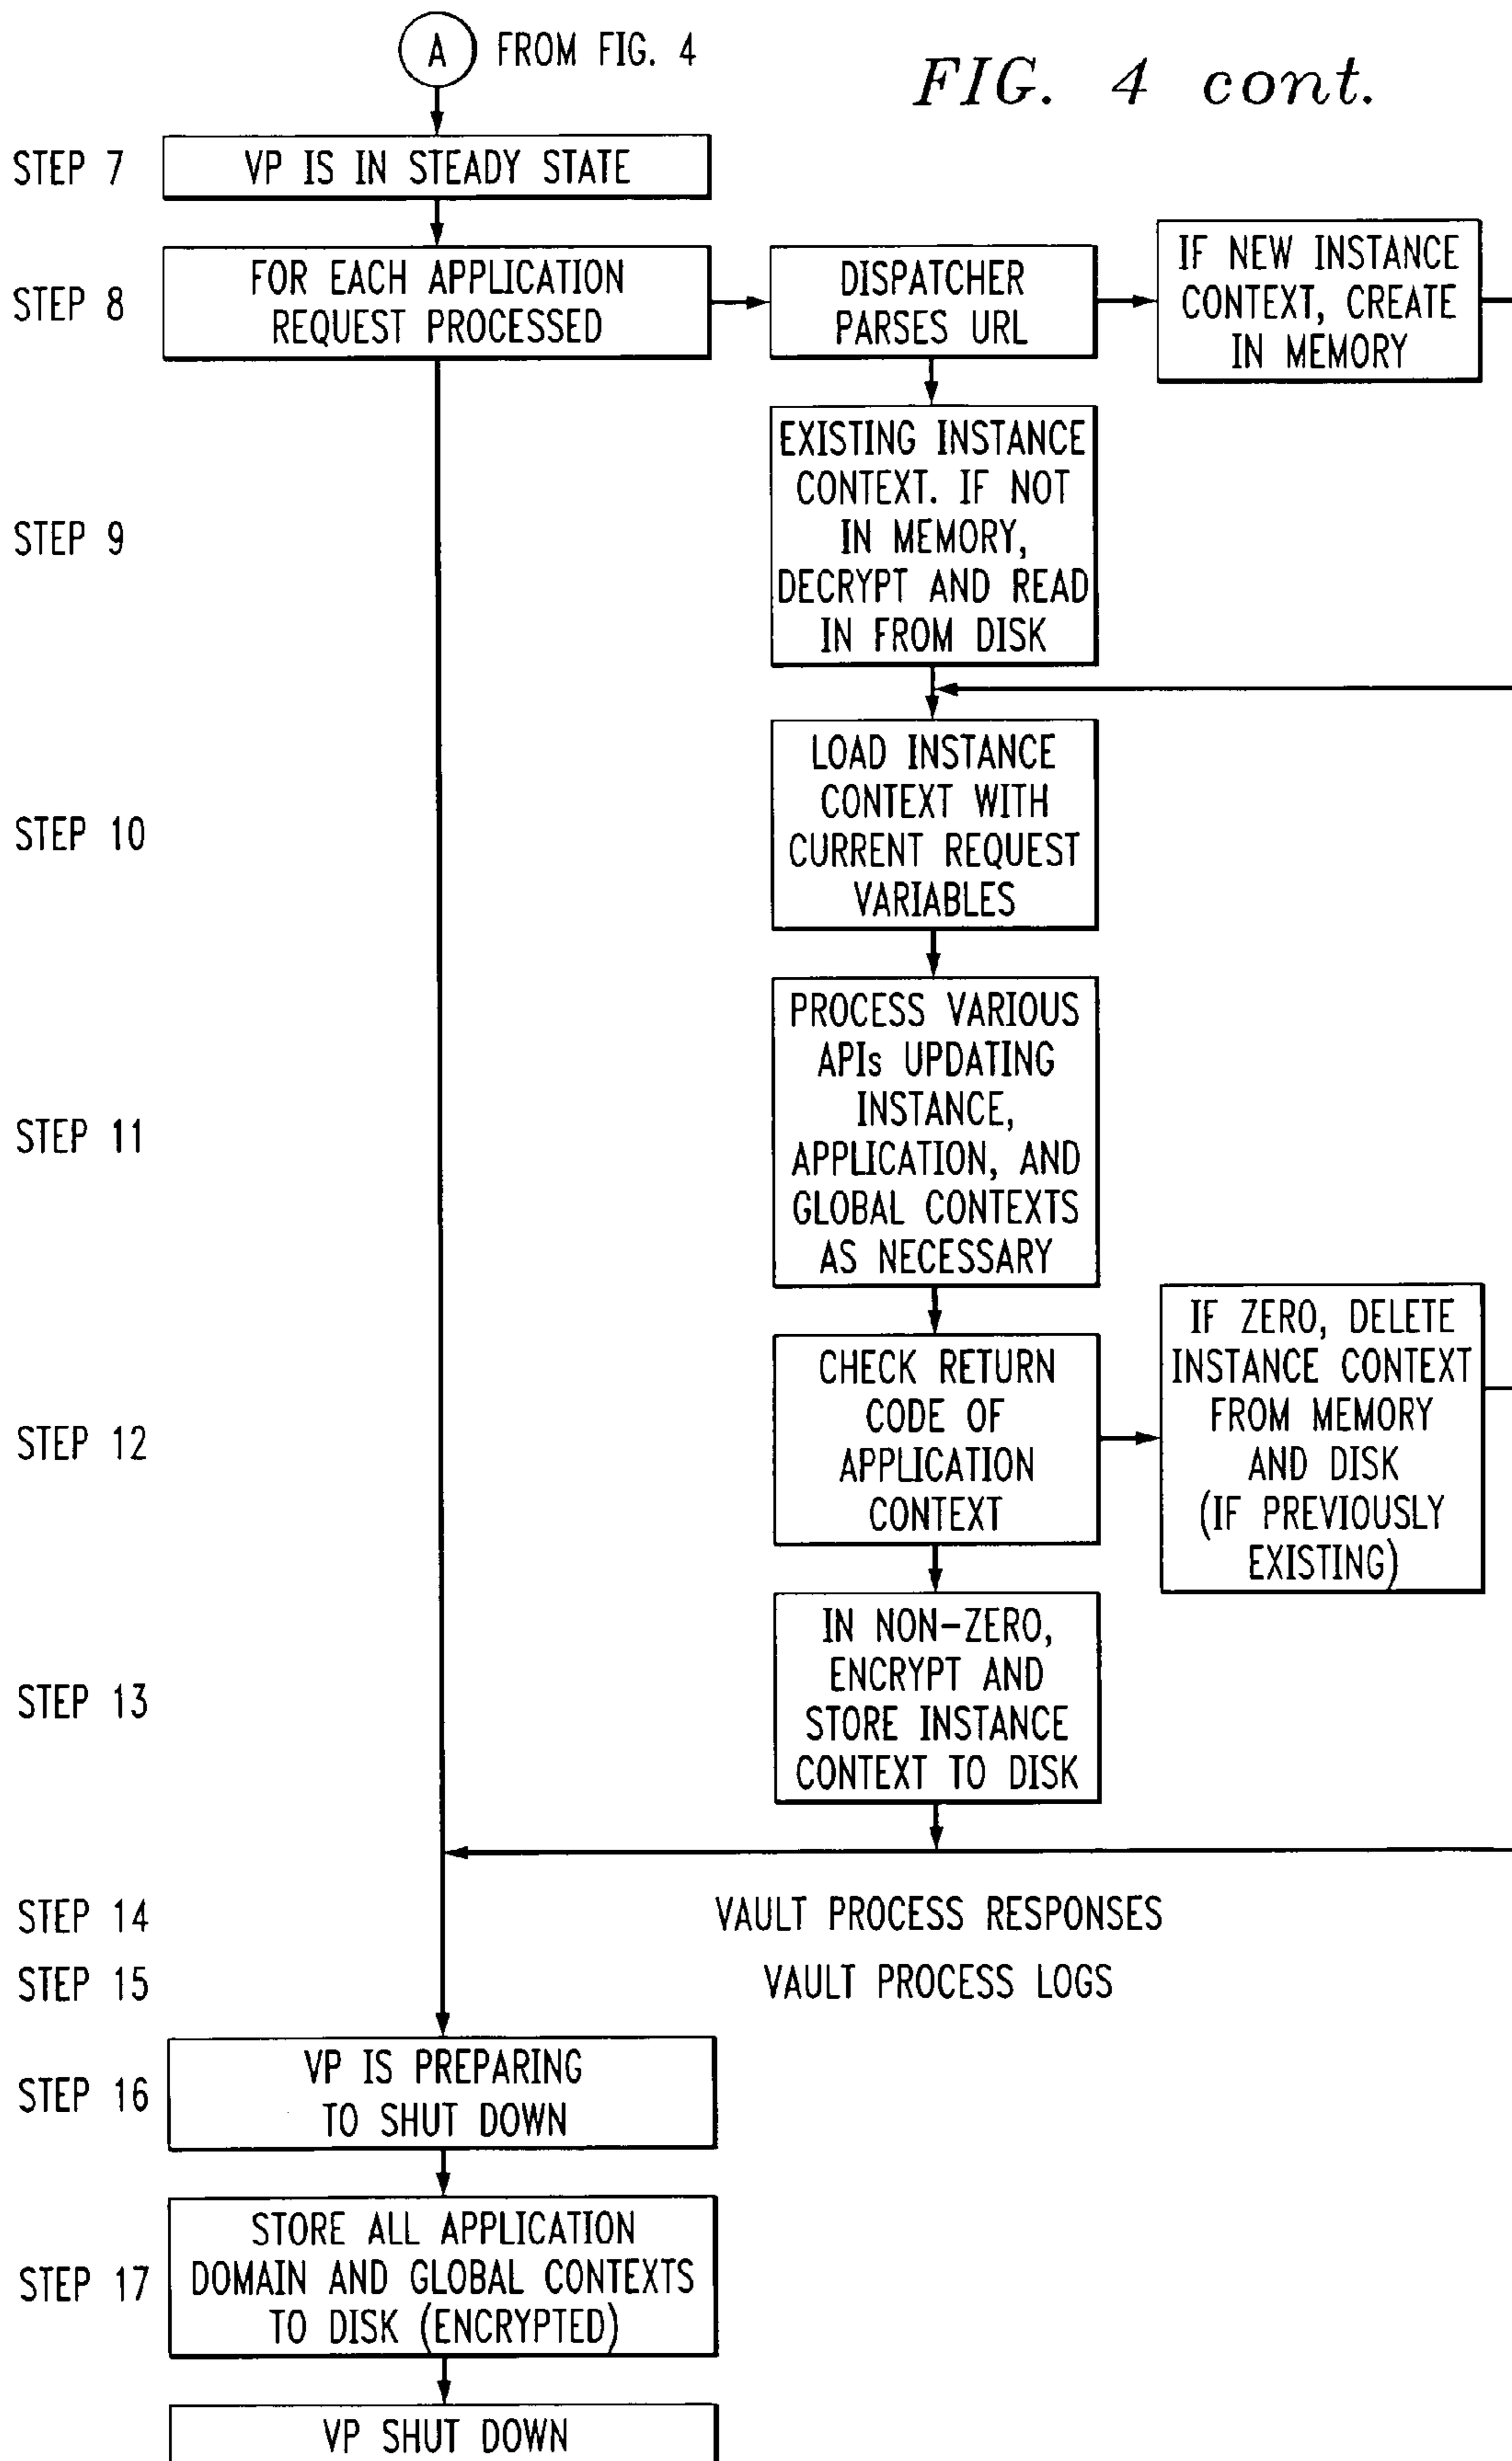 A FROM FIG. 4
FIG. 4 cont.
STEP 7
VP IS IN STEADY STATE
STEP 8
FOR EACH APPLICATION
REQUEST PROCESSED
DISPATCHER
PARSES URL
IF NEW INSTANCE
CONTEXT, CREATE
IN MEMORY
STEP 9
EXISTING INSTANCE
CONTEXT. IF NOT
IN MEMORY,
DECRYPT AND READ
IN FROM DISK
STEP 10
LOAD INSTANCE
CONTEXT WITH
CURRENT REQUEST
VARIABLES
STEP 11
PROCESS VARIOUS
APIs UPDATING
INSTANCE,
APPLICATION, AND
GLOBAL CONTEXTS
AS NECESSARY
STEP 12
CHECK RETURN
CODE OF
APPLICATION
CONTEXT
IF ZERO, DELETE
INSTANCE CONTEXT
FROM MEMORY
AND DISK
(IF PREVIOUSLY
EXISTING)
STEP 13
IN NON-ZERO,
ENCRYPT AND
STORE INSTANCE
CONTEXT TO DISK
STEP 14
VAULT PROCESS RESPONSES
STEP 15
VAULT PROCESS LOGS
STEP 16
VP IS PREPARING
TO SHUT DOWN
STEP 17
STORE ALL APPLICATION
DOMAIN AND GLOBAL CONTEXTS
TO DISK (ENCRYPTED)
VP SHUT DOWN